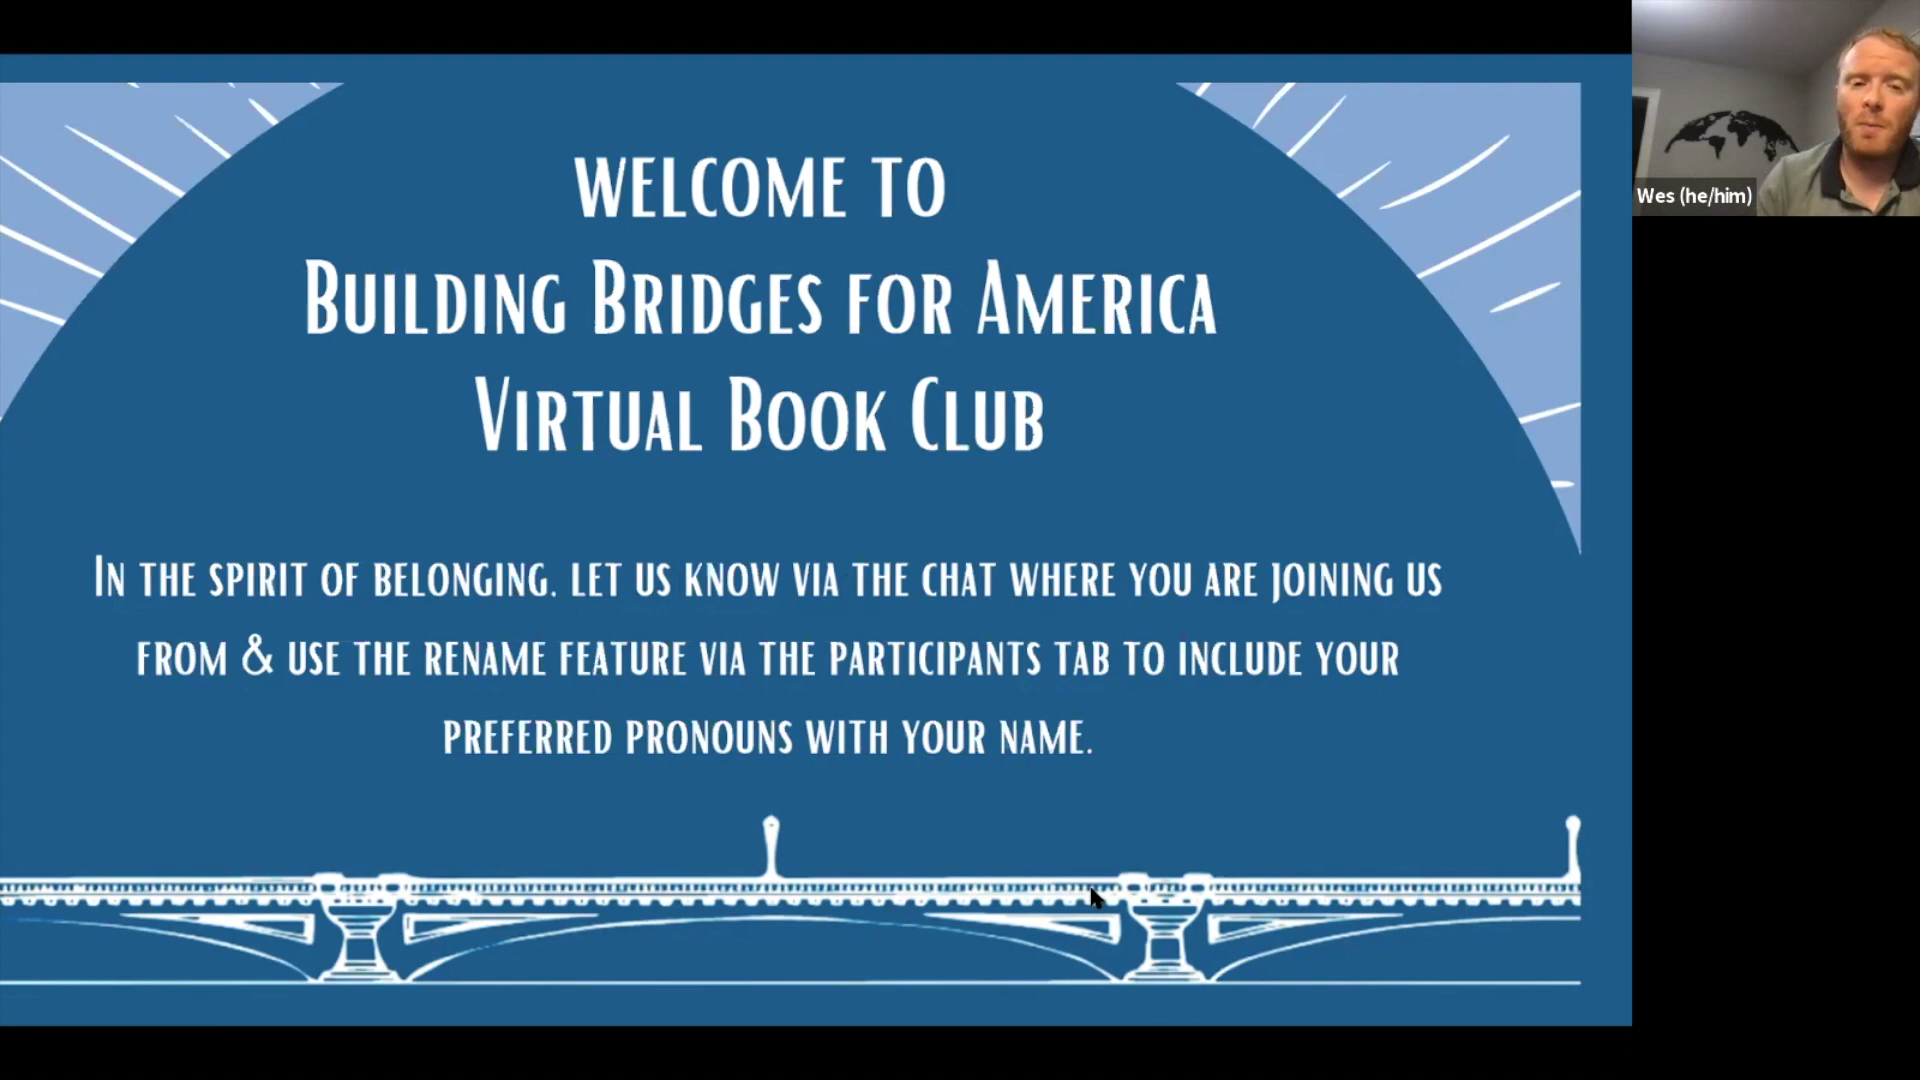 WELCOME TO
BUILDING BRIDGES FOR AMERICA
VIRTUAL BOOK CLUB
IN THE SPIRIT OF BELONGING, LET US KNOW VIA THE CHAT WHERE YOU ARE JOINING US
FROM & USE THE RENAME FEATURE VIA THE PARTICIPANTS TAB TO INCLUDE YOUR
PREFERRED PRONOUNS WITH YOUR NAME.
Wes (he/him)